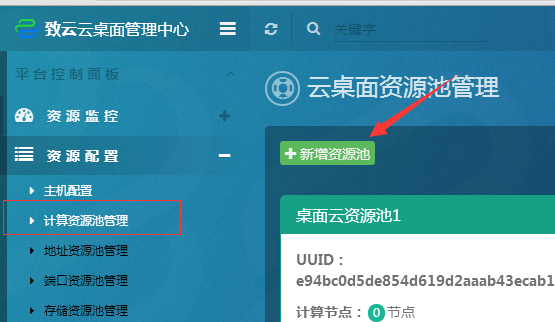 致云云桌面管理中心
关键字
平台控制面板
资源监控
资源配置
主机配置
计算资源池管理
地址资源池管理
端口资源池管理
存储资源池管理
云桌面资源池管理
新增资源池
桌面云资源池1
UUID：
e94bc0d5de854d619d2aaab43ecab1
计算节点：0节点